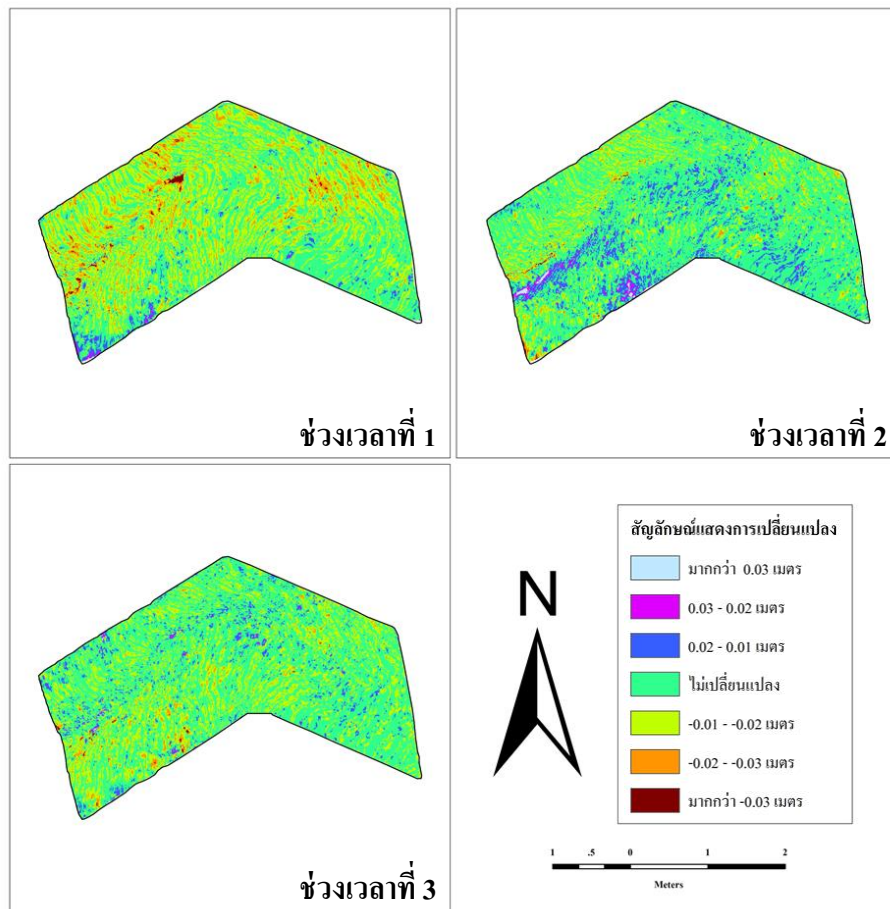 ช่วงเวลาที่ 1
ช่วงเวลาที่ 2
ช่วงเวลาที่ 3
N
สัญลักษณ์แสดงการเปลี่ยนแปลง
มากกว่า 0.03 เมตร
0.03 - 0.02 เมตร
0.02 - 0.01 เมตร
ไม่เปลี่ยนแปลง
-0.01 - -0.02 เมตร
-0.02 - -0.03 เมตร
มากกว่า -0.03 เมตร
1 .5 0 1 2
Meters